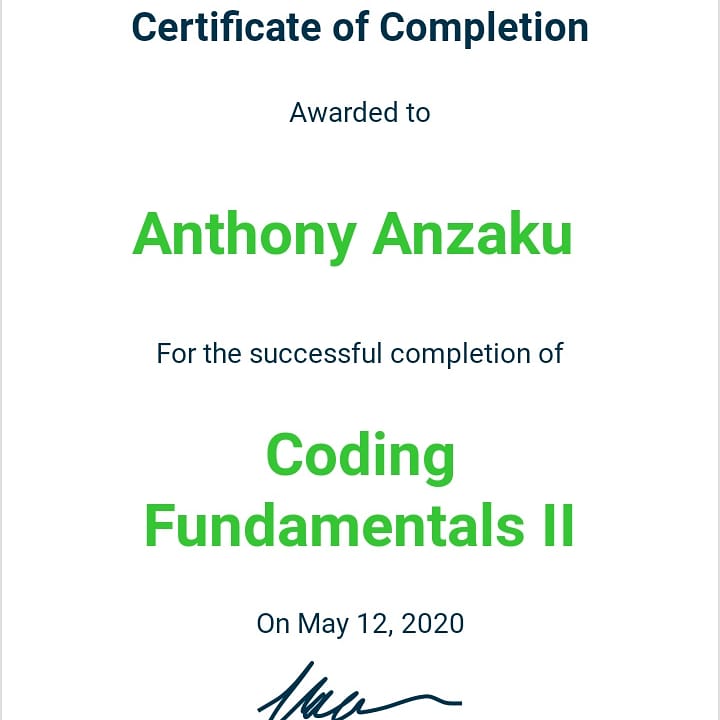 Certificate of Completion
Awarded to
Anthony Anzaku
For the successful completion of
Coding
Fundamentals II
On May 12, 2020